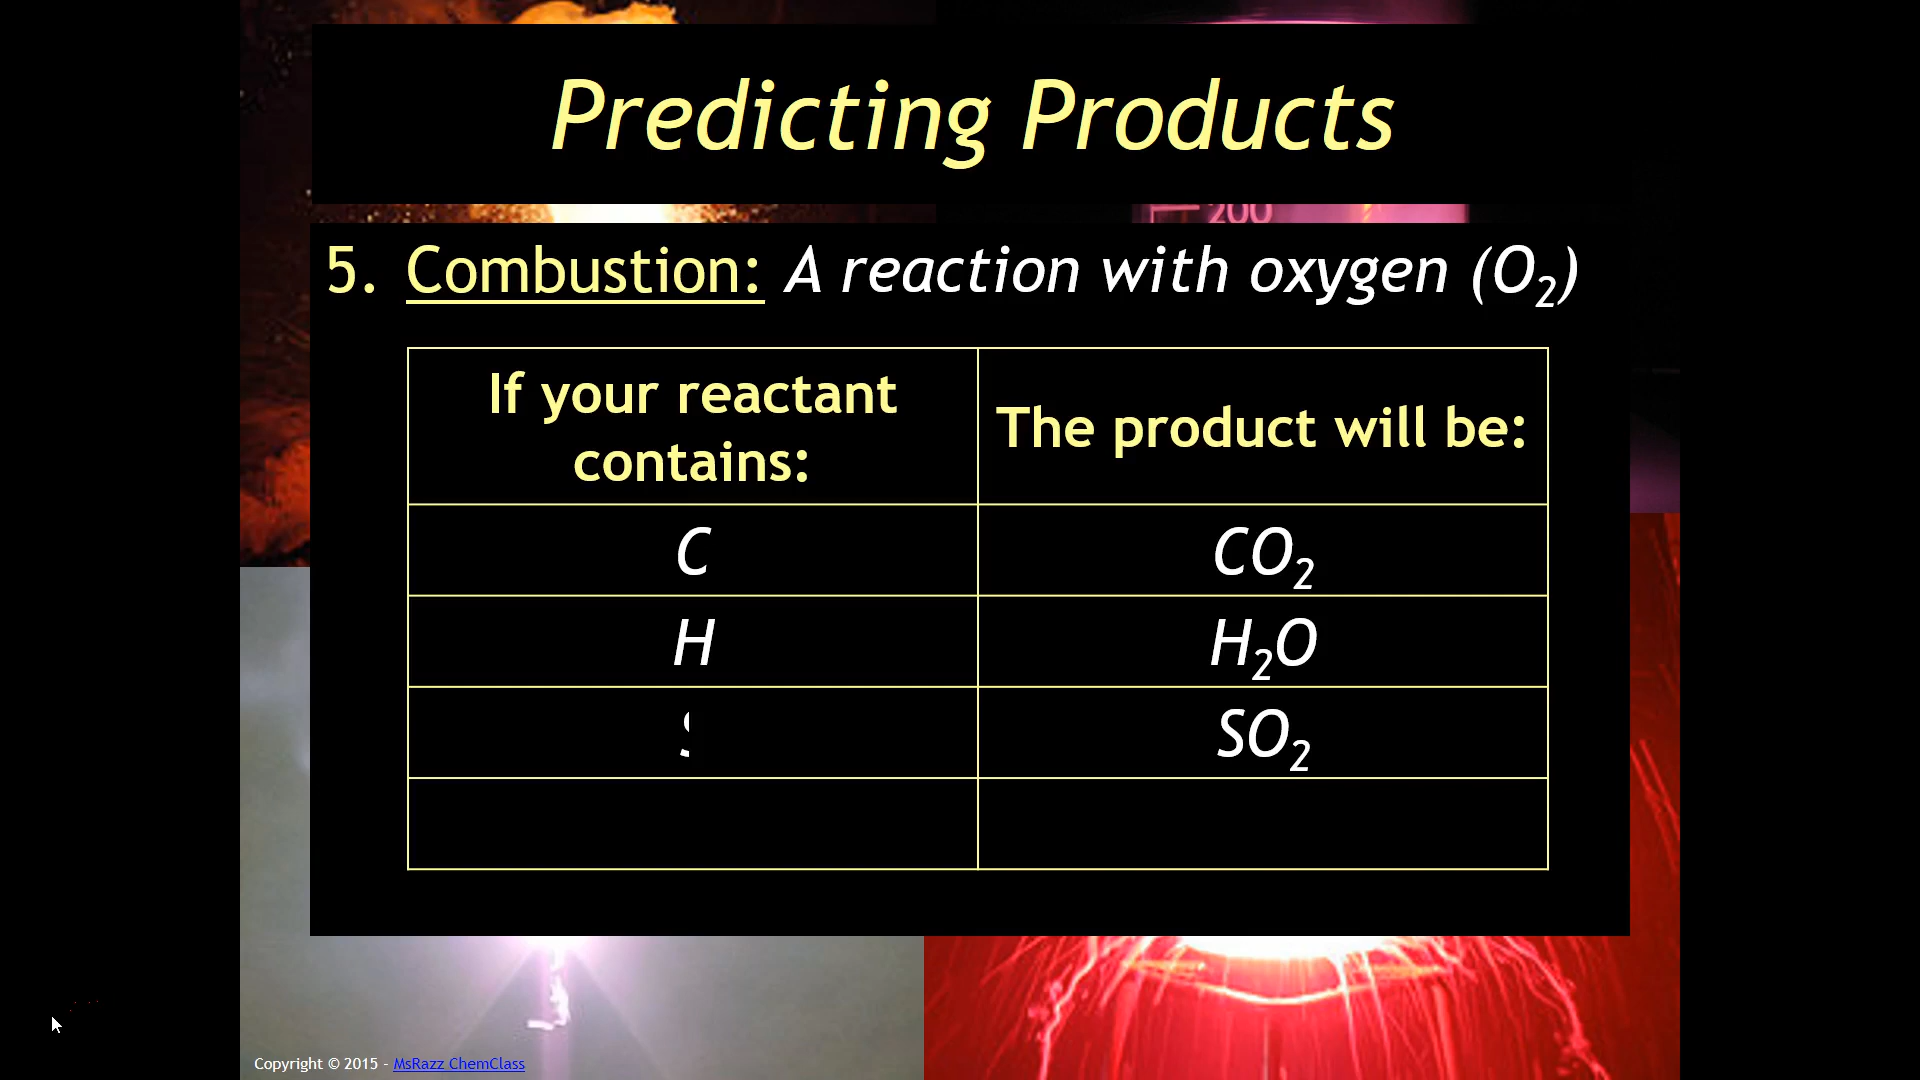 Predicting Products
200
5. Combustion: A reaction with oxygen (O₂)
If your reactant
contains:
The product will be:
C
CO₂
H
H₂O
SO₂
Copyright © 2015 - MsRazz ChemClass